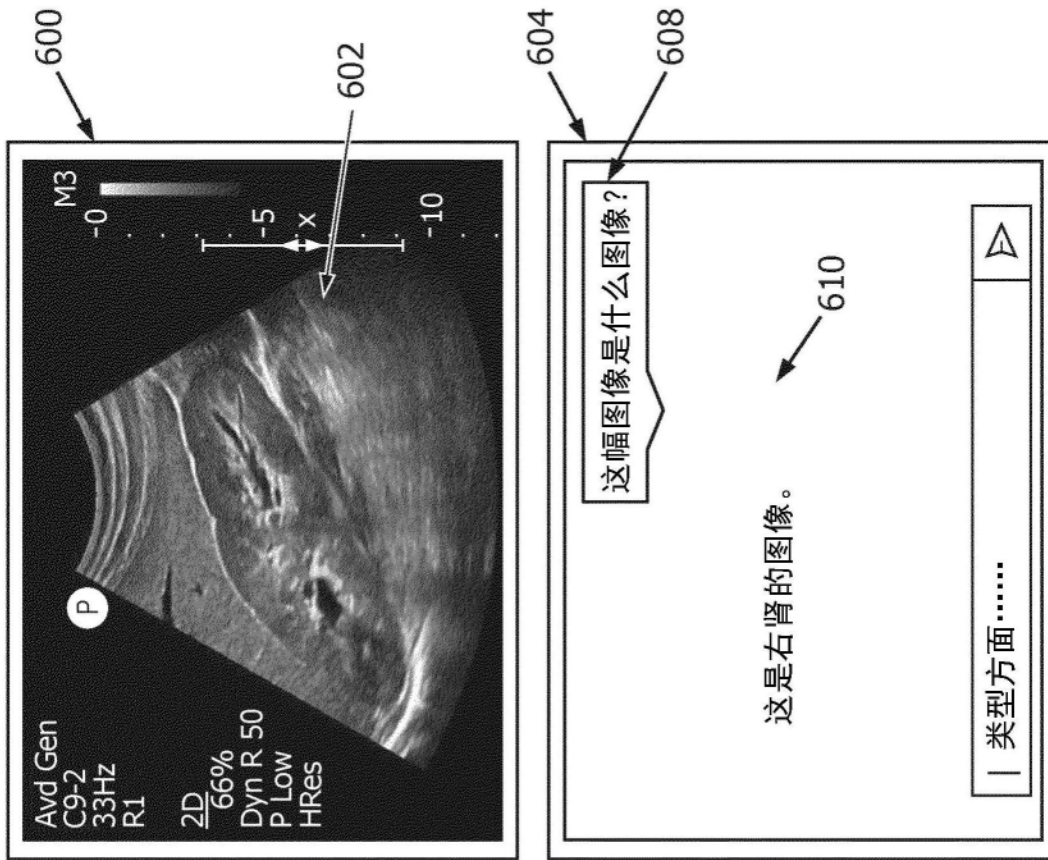 600
Avd Gen
C9-2
33Hz
R1
2D
66%
Dyn R 50
P Low
HRes
P
M3
-0
-5
x
-10
602
604
608
这幅图像是什么图像？
610
这是右肾的图像。
| 类型方面......